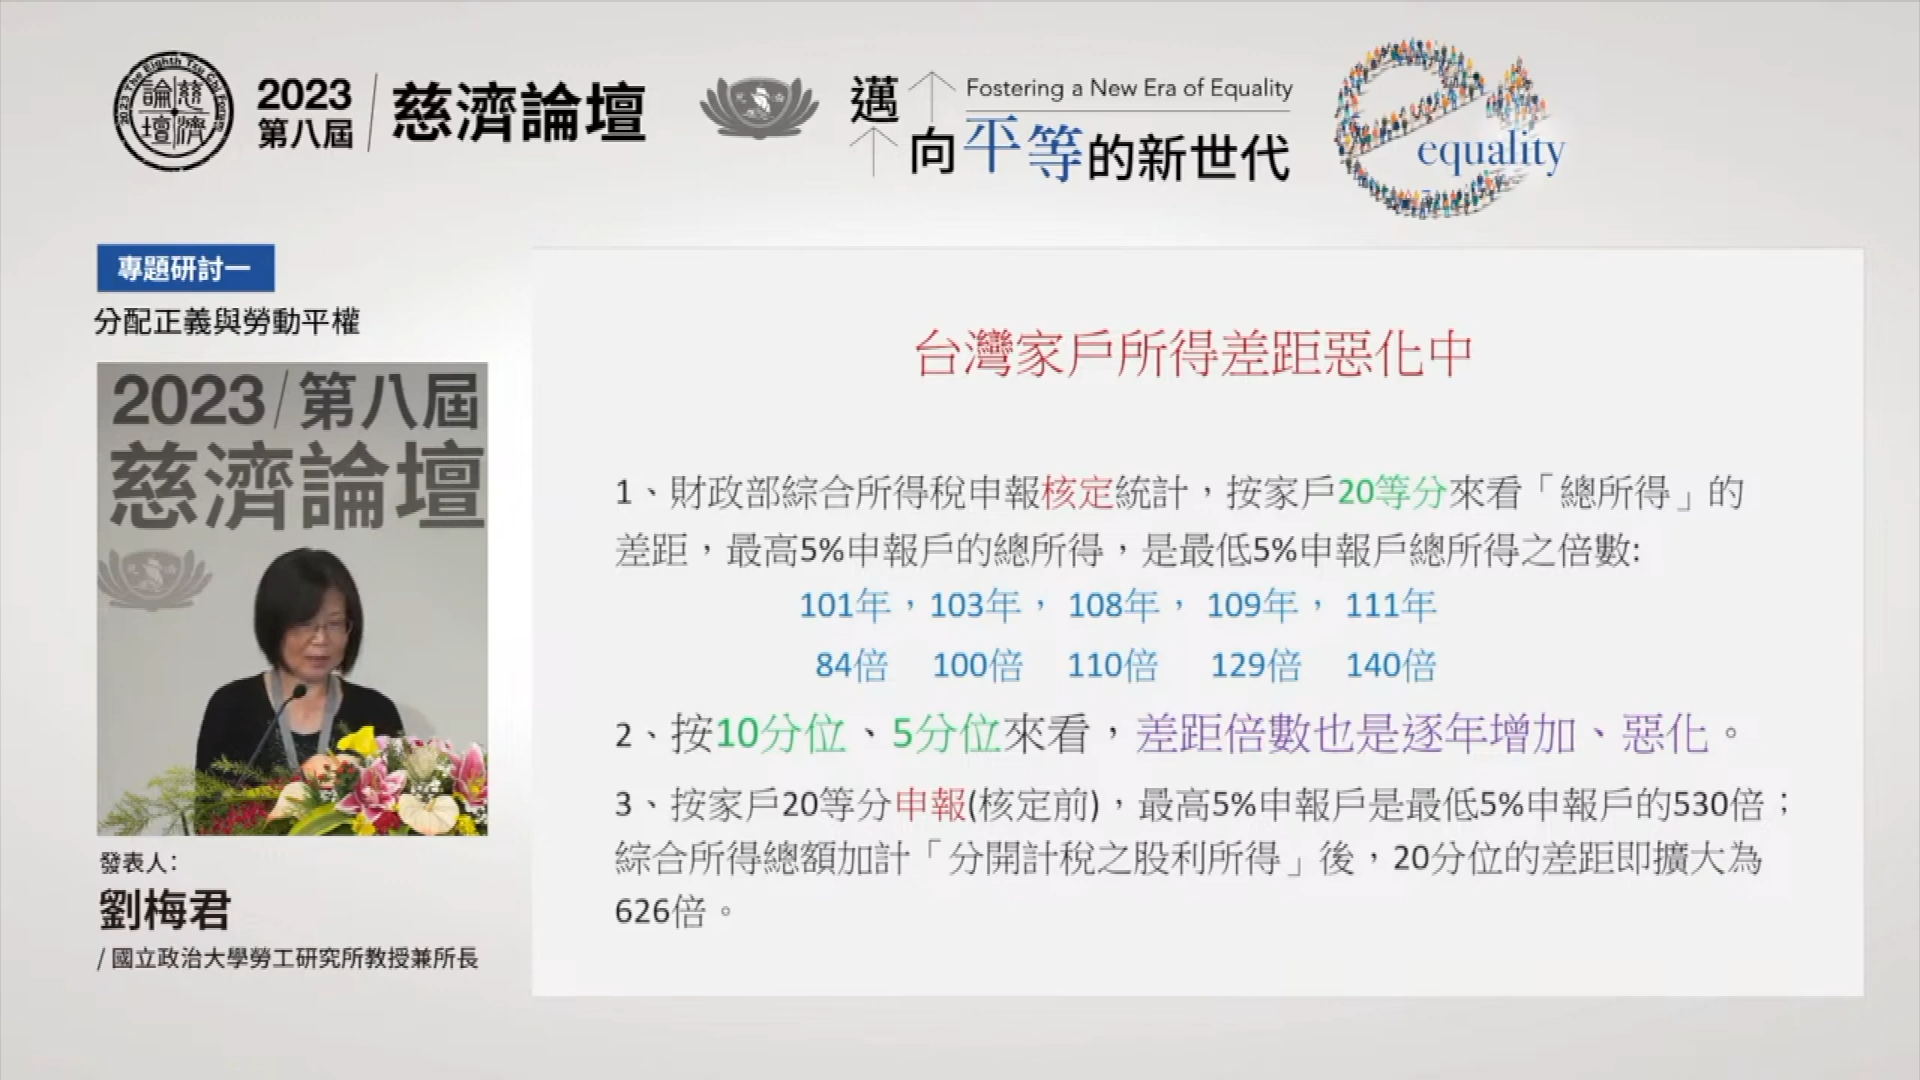 2023 The Eighth Tzu Chi Forum
論慈
壇濟
2023
第八屆
慈濟論壇
邁
Fostering a New Era of Equality
向平等的新世代
equality
專題研討一
分配正義與勞動平權
2023/第八屆
慈濟論壇
發表人：
劉梅君
/ 國立政治大學勞工研究所教授兼所長
台灣家戶所得差距惡化中
1、財政部綜合所得稅申報核定統計，按家戶20等分來看「總所得」的
差距，最高5%申報戶的總所得，是最低5%申報戶總所得之倍數:
101年，103年，108年，109年，111年
84倍 100倍 110倍 129倍 140倍
2、按10分位、5分位來看，差距倍數也是逐年增加、惡化。
3、按家戶20等分申報(核定前)，最高5%申報戶是最低5%申報戶的530倍；
綜合所得總額加計「分開計稅之股利所得」後，20分位的差距即擴大為
626倍。